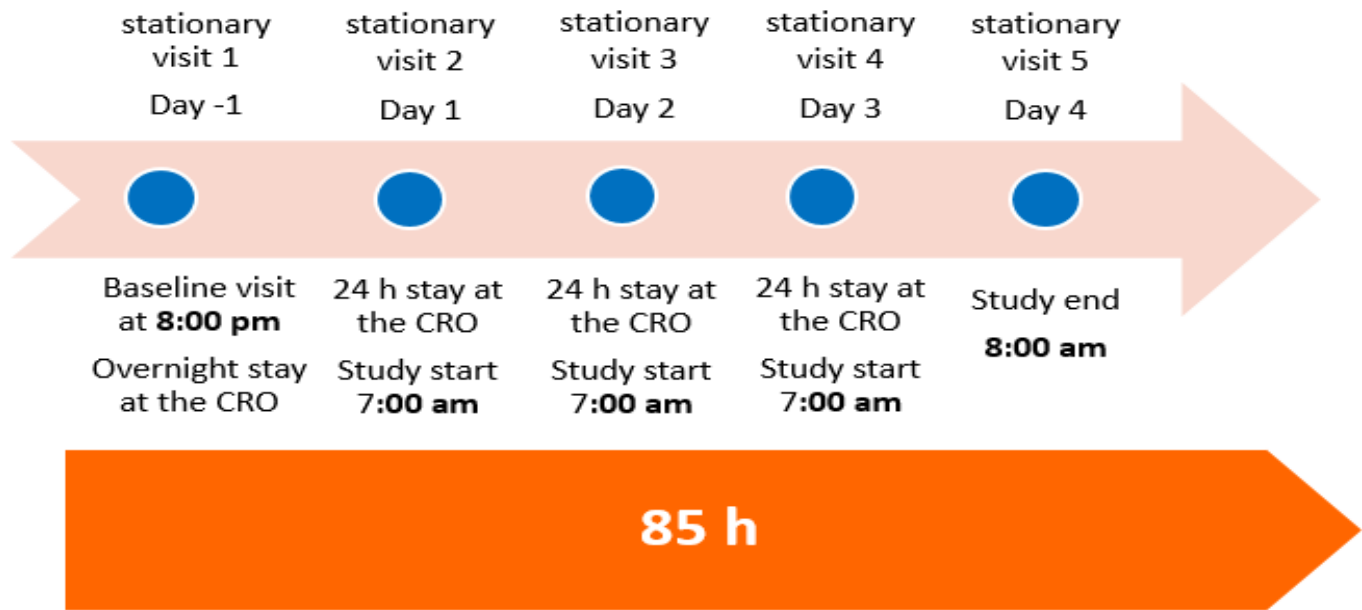 stationary
visit 1
Day -1
stationary
visit 2
Day 1
stationary
visit 3
Day 2
stationary
visit 4
Day 3
stationary
visit 5
Day 4
Baseline visit
at 8:00 pm
Overnight stay
at the CRO
24 h stay at
the CRO
Study start
7:00 am
24 h stay at
the CRO
Study start
7:00 am
24 h stay at
the CRO
Study start
7:00 am
Study end
8:00 am
85 h